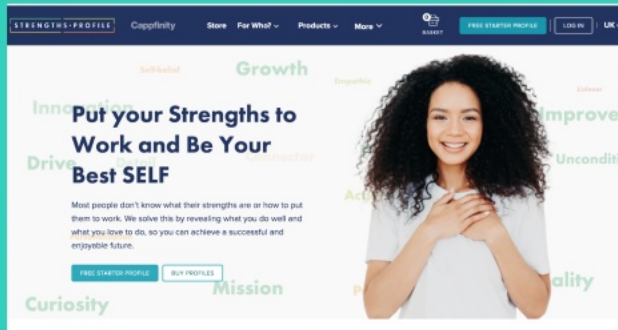 STRENGTHS·PROFILE Cappfinity Store For Who? Products More 0 BASKET FREE STARTER PROFILE LOG IN UK
Self-belief
Growth
Empathic
Listener
Innovation
Improve
Put your Strengths to
Work and Be Your
Best SELF
Drive
Detail
Connector
Uncondit
Most people don't know what their strengths are or how to put
them to work. We solve this by revealing what you do well and
what you love to do, so you can achieve a successful and
enjoyable future.
FREE STARTER PROFILE BUY PROFILES
Mission
ality
Curiosity